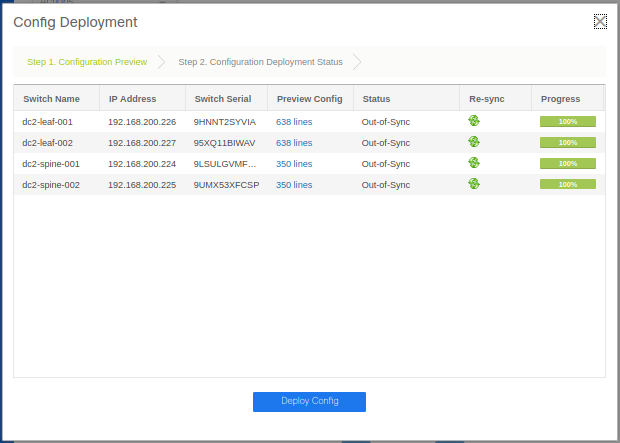 Config Deployment
Step 1. Configuration Preview
Step 2. Configuration Deployment Status
Switch Name IP Address Switch Serial Preview Config Status Re-sync Progress
dc2-leaf-001 192.168.200.226 9HNNT2SYVIA 638 lines Out-of-Sync 100%
dc2-leaf-002 192.168.200.227 95XQ11BIWAV 638 lines Out-of-Sync 100%
dc2-spine-001 192.168.200.224 9LSULGVMF... 350 lines Out-of-Sync 100%
dc2-spine-002 192.168.200.225 9UMX53XFCSP 350 lines Out-of-Sync 100%
Deploy Config